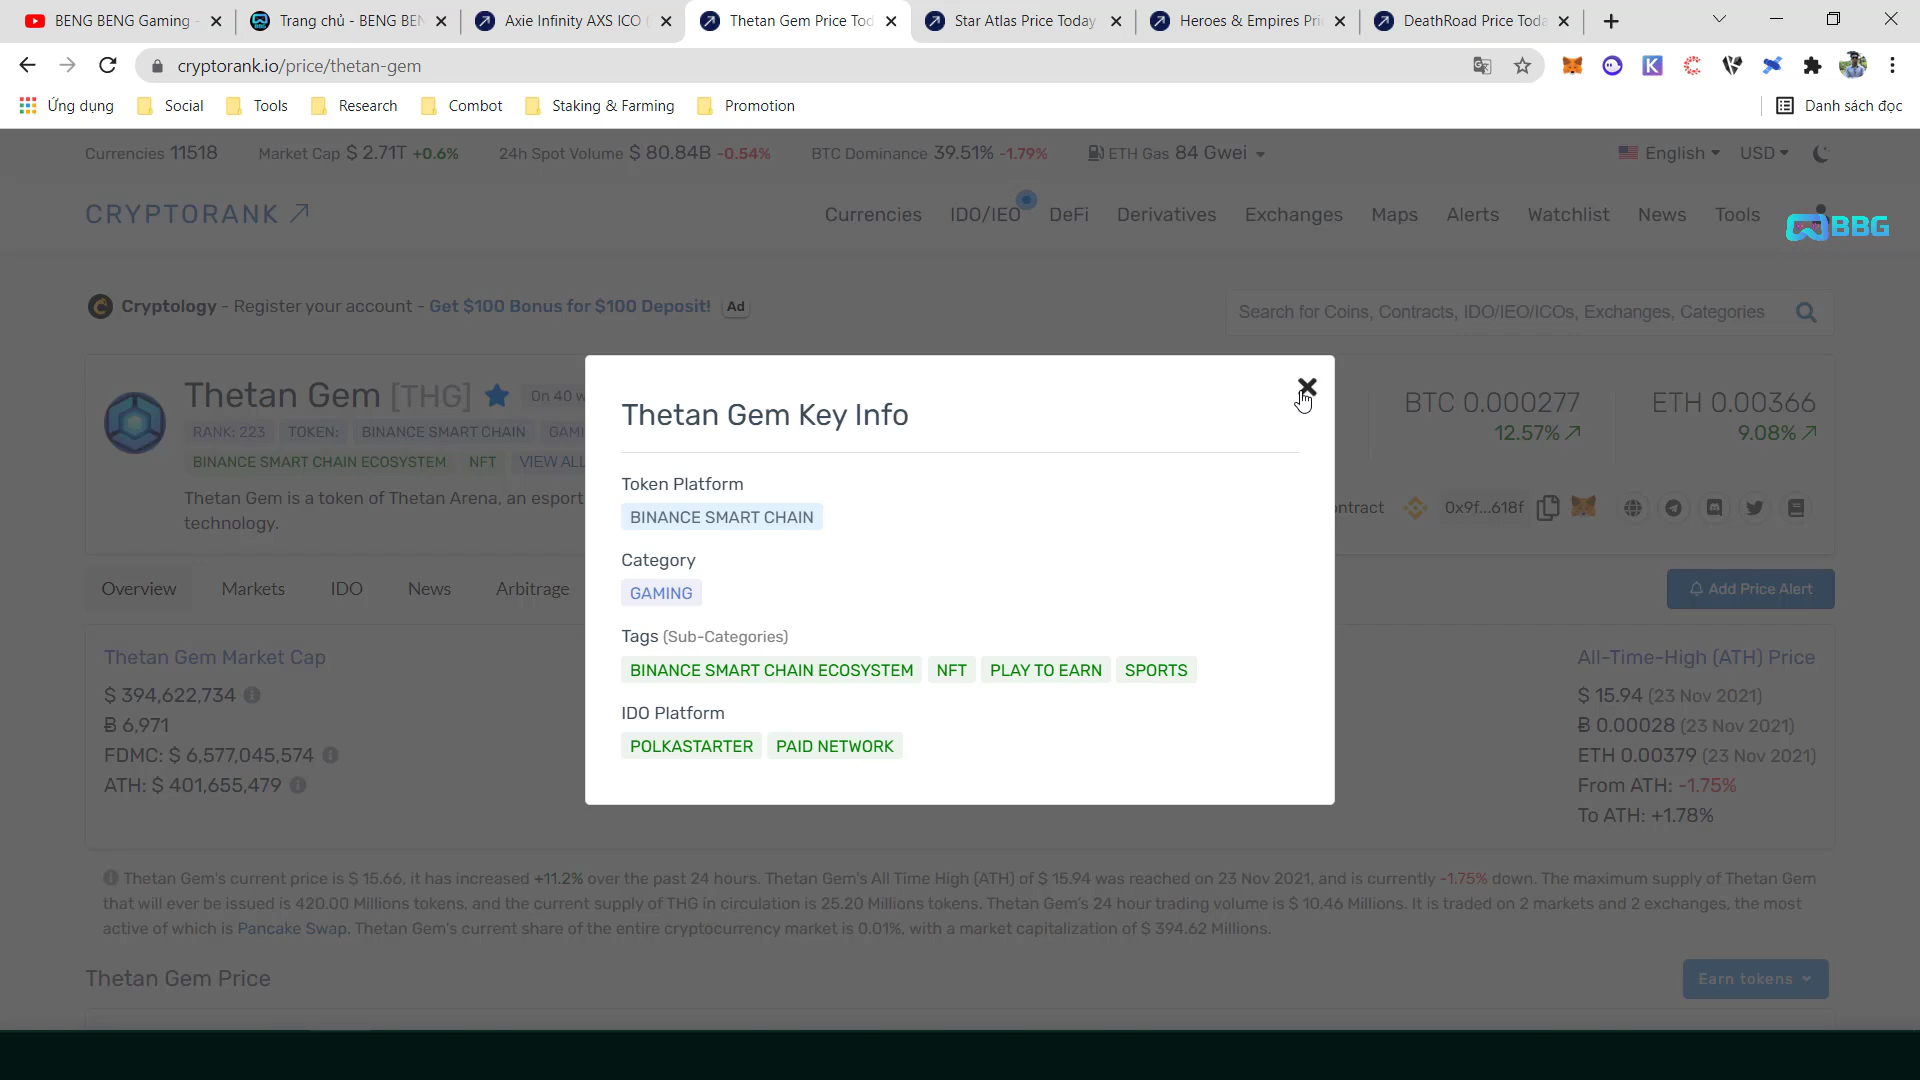 BENG BENG Gaming -
Trang chủ - BENG BEN
Axie Infinity AXS ICO (
Thetan Gem Price Tod
Star Atlas Price Today
Heroes & Empires Pri
DeathRoad Price Toda
cryptorank.io/price/thetan-gem
Ứng dụng
Social
Tools
Research
Combot
Staking & Farming
Promotion
Danh sách đọc
Currencies 11518
Market Cap $ 2.71T +0.6%
24h Spot Volume $ 80.84B -0.54%
BTC Dominance 39.51% -1.79%
ETH Gas 84 Gwei
English
USD
CRYPTORANK
Currencies
IDO/IEO
DeFi
Derivatives
Exchanges
Maps
Alerts
Watchlist
News
Tools
BBG
Cryptology - Register your account - Get $100 Bonus for $100 Deposit! Ad
Search for Coins, Contracts, IDO/IEO/ICOs, Exchanges, Categories
Thetan Gem [THG]
On 40 w
RANK: 223
TOKEN:
BINANCE SMART CHAIN
GAMI
BINANCE SMART CHAIN ECOSYSTEM
NFT
VIEW ALL
Thetan Gem is a token of Thetan Arena, an esport
technology.
BTC 0.000277
12.57%
ETH 0.00366
9.08%
ontract
0x9f...618f
Thetan Gem Key Info
Token Platform
BINANCE SMART CHAIN
Category
GAMING
Tags (Sub-Categories)
BINANCE SMART CHAIN ECOSYSTEM
NFT
PLAY TO EARN
SPORTS
IDO Platform
POLKASTARTER
PAID NETWORK
Overview
Markets
IDO
News
Arbitrage
Add Price Alert
Thetan Gem Market Cap
$ 394,622,734
Ƀ 6,971
FDMC: $ 6,577,045,574
ATH: $ 401,655,479
All-Time-High (ATH) Price
$ 15.94 (23 Nov 2021)
Ƀ 0.00028 (23 Nov 2021)
ETH 0.00379 (23 Nov 2021)
From ATH: -1.75%
To ATH: +1.78%
Thetan Gem's current price is $ 15.66, it has increased +11.2% over the past 24 hours. Thetan Gem's All Time High (ATH) of $ 15.94 was reached on 23 Nov 2021, and is currently -1.75% down. The maximum supply of Thetan Gem
that will ever be issued is 420.00 Millions tokens, and the current supply of THG in circulation is 25.20 Millions tokens. Thetan Gem's 24 hour trading volume is $ 10.46 Millions. It is traded on 2 markets and 2 exchanges, the most
active of which is Pancake Swap. Thetan Gem's current share of the entire cryptocurrency market is 0.01%, with a market capitalization of $ 394.62 Millions.
Thetan Gem Price
Earn tokens